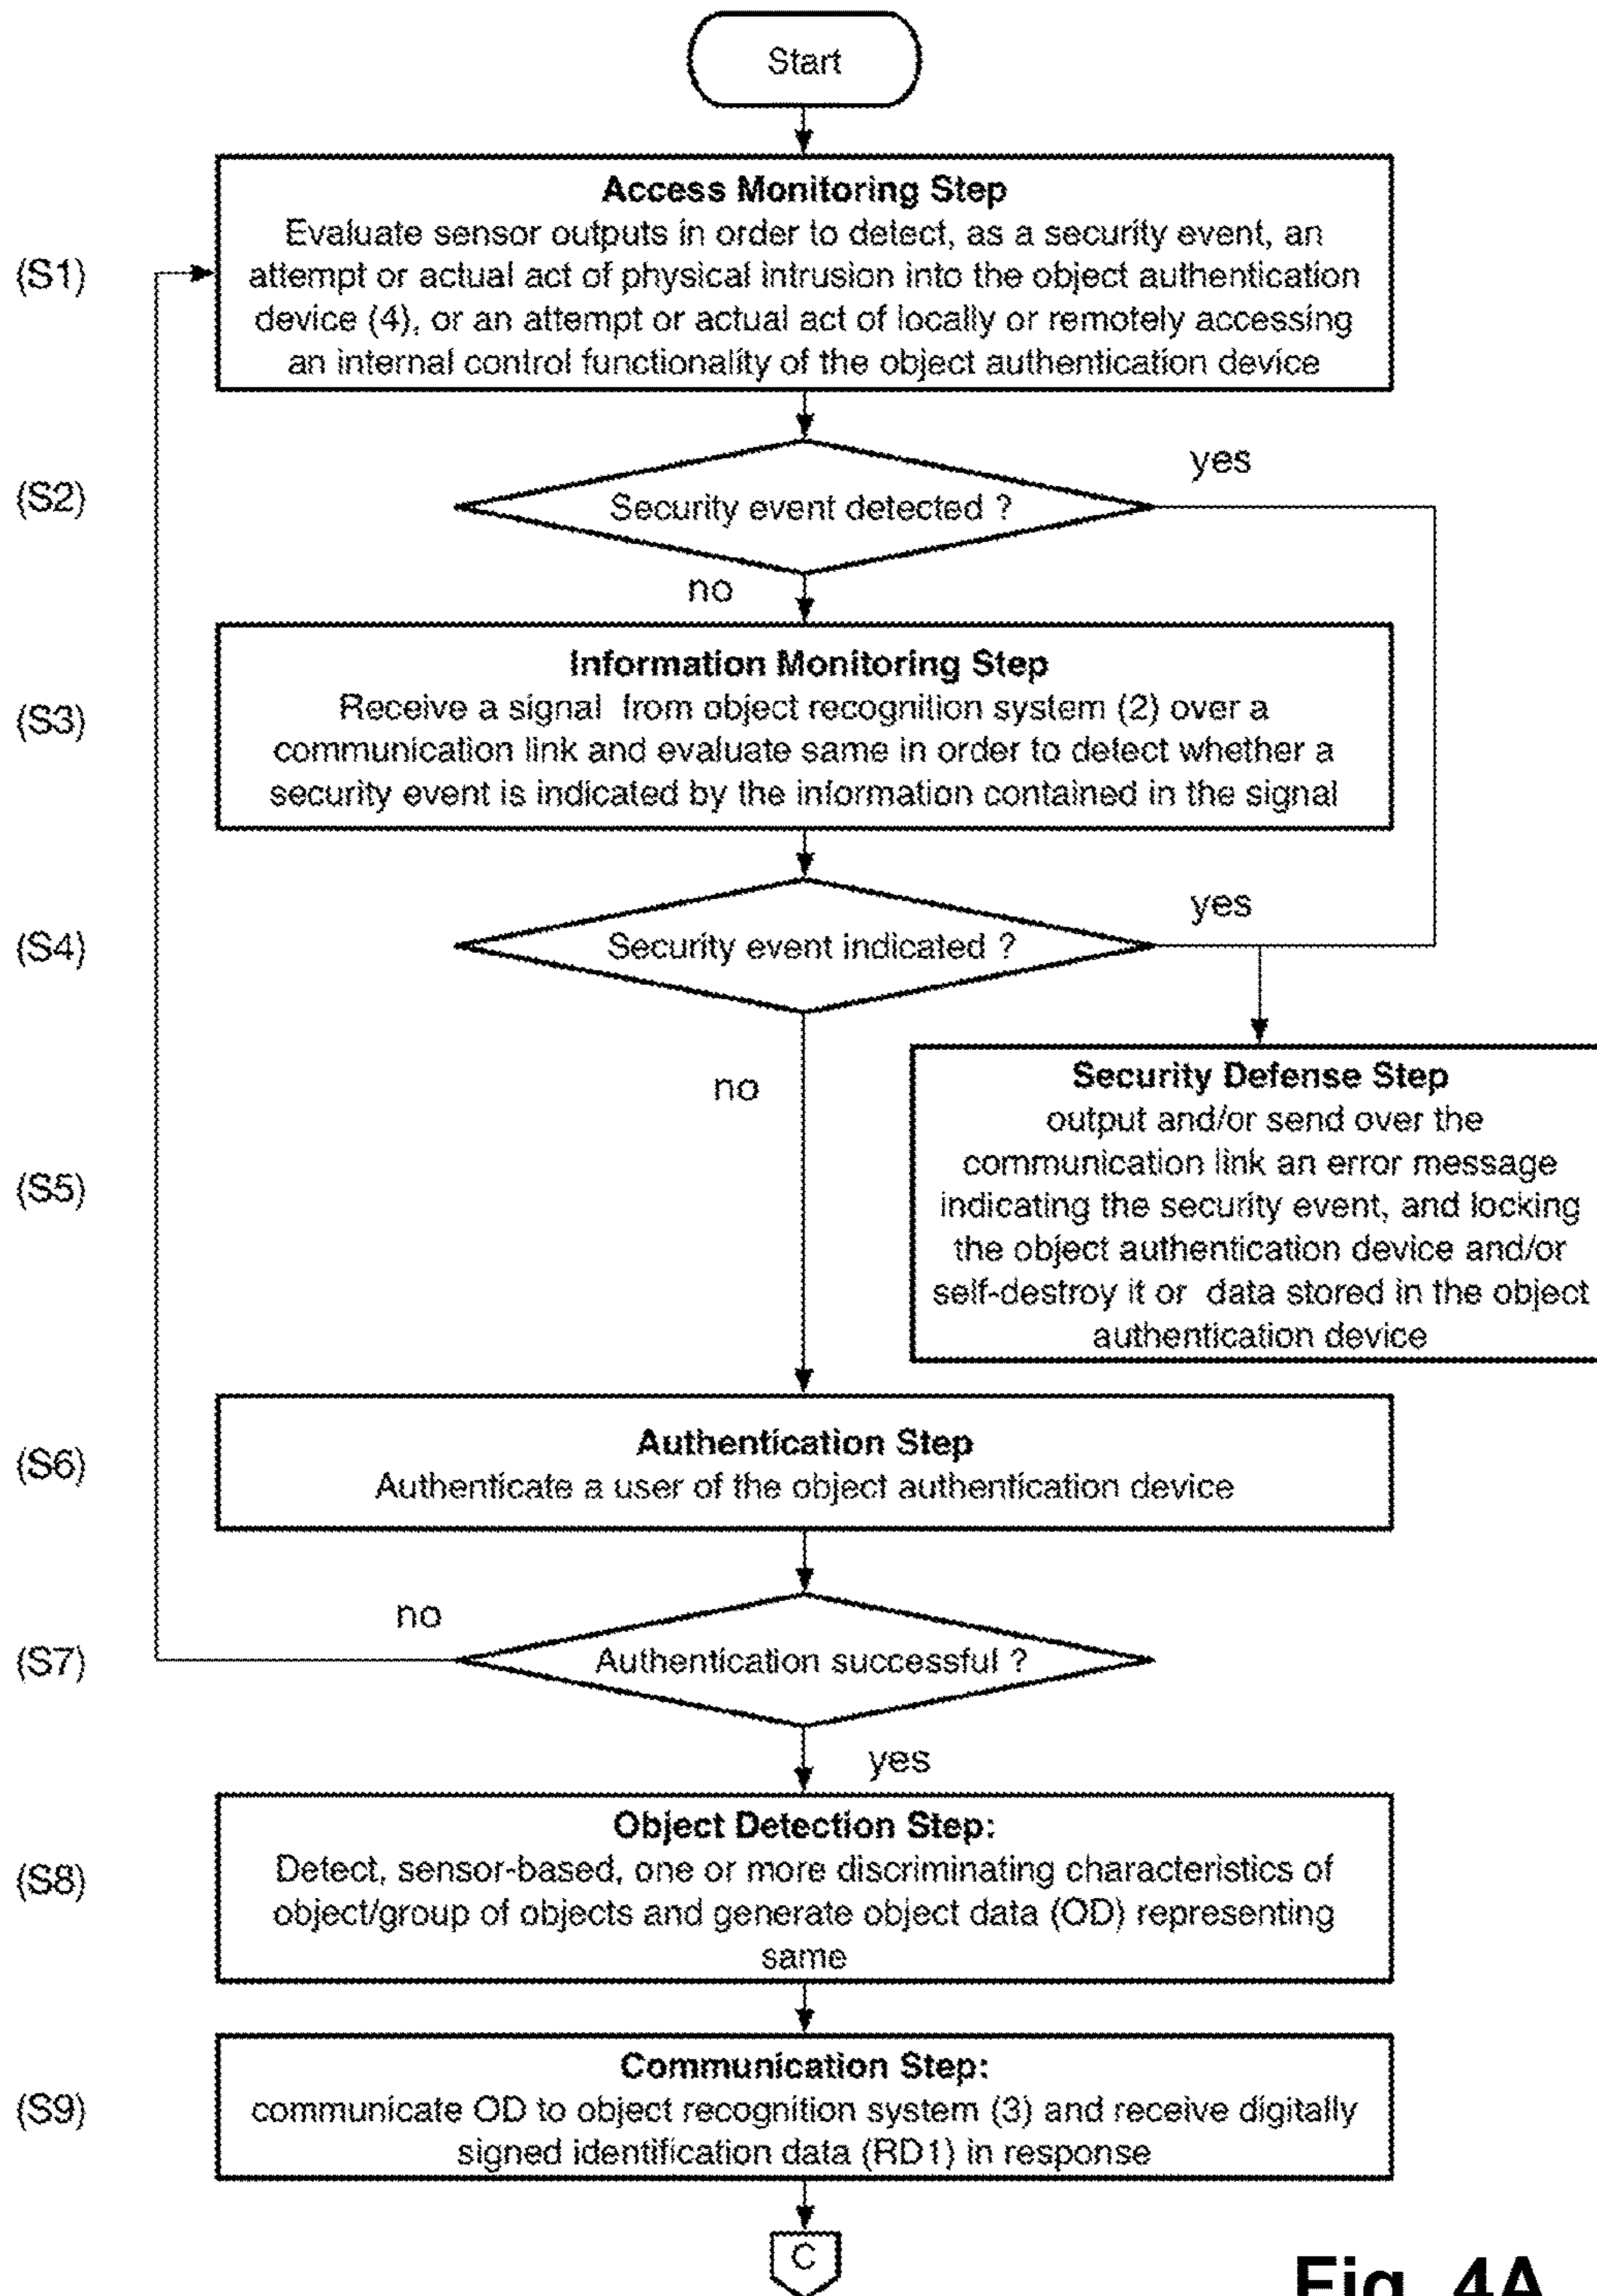 Start
Access Monitoring Step
(S1)
Evaluate sensor outputs in order to detect, as a security event, an
attempt or actual act of physical intrusion into the object authentication
device (4), or an attempt or actual act of locally or remotely accessing
an internal control functionality of the object authentication device
(S2)
Security event detected ?
yes
no
Information Monitoring Step
(S3)
Receive a signal from object recognition system (2) over a
communication link and evaluate same in order to detect whether a
security event is indicated by the information contained in the signal
(S4)
Security event indicated ?
yes
no
(S5)
Security Defense Step
output and/or send over the
communication link an error message
indicating the security event, and locking
the object authentication device and/or
self-destroy it or data stored in the object
authentication device
(S6)
Authentication Step
Authenticate a user of the object authentication device
no
(S7)
Authentication successful ?
yes
(S8)
Object Detection Step:
Detect, sensor-based, one or more discriminating characteristics of
object/group of objects and generate object data (OD) representing
same
(S9)
Communication Step:
communicate OD to object recognition system (3) and receive digitally
signed identification data (RD1) in response
C
Fig. 4A